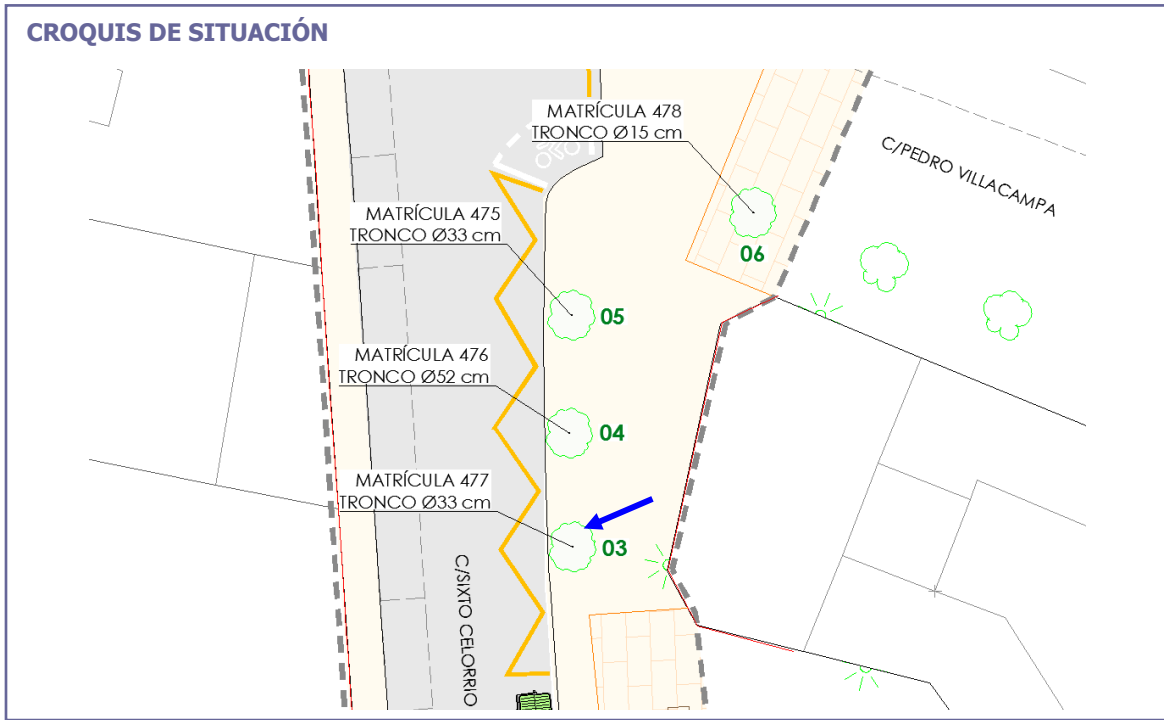 CROQUIS DE SITUACIÓN
MATRÍCULA 478
TRONCO Ø15 cm
C/PEDRO VILLACAMPA
MATRÍCULA 475
TRONCO Ø33 cm
06
05
MATRÍCULA 476
TRONCO Ø52 cm
04
MATRÍCULA 477
TRONCO Ø33 cm
03
C/SIXTO CELORRIO